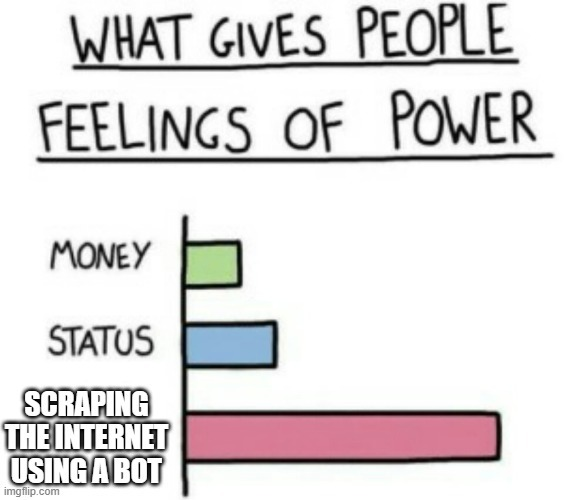 WHAT GIVES PEOPLE
FEELINGS OF POWER
MONEY
STATUS
SCRAPING
THE INTERNET
USING A BOT
imgflip.com